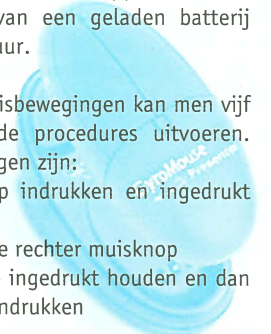 van een geladen batterij
uur.
isbewegingen kan men vijf
de procedures uitvoeren.
gen zijn:
p indrukken en ingedrukt
e rechter muisknop
ingedrukt houden en dan
ndrukken
GyroMouse
Presenter